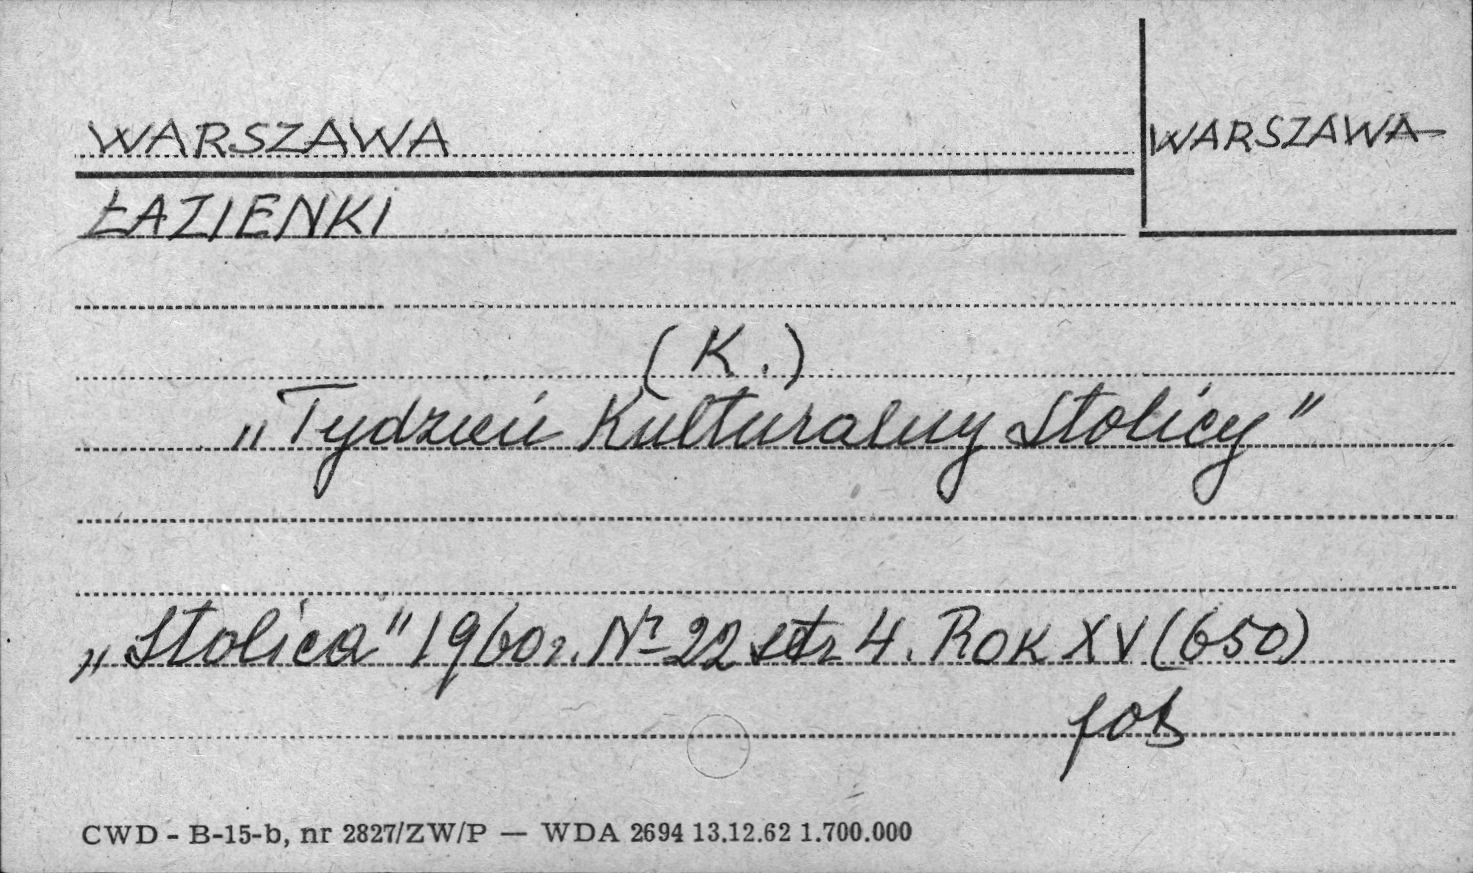 WARSZAWA
WARSZAWA
ŁAZIENKI
(K.)
„Tydzień Kulturalny Stolicy"
„Stolica" 1960 r. Nr 22 str 4. Rok XV (650)
fot
CWD - B-15-b, nr 2827/ZW/P — WDA 2694 13.12.62 1.700.000